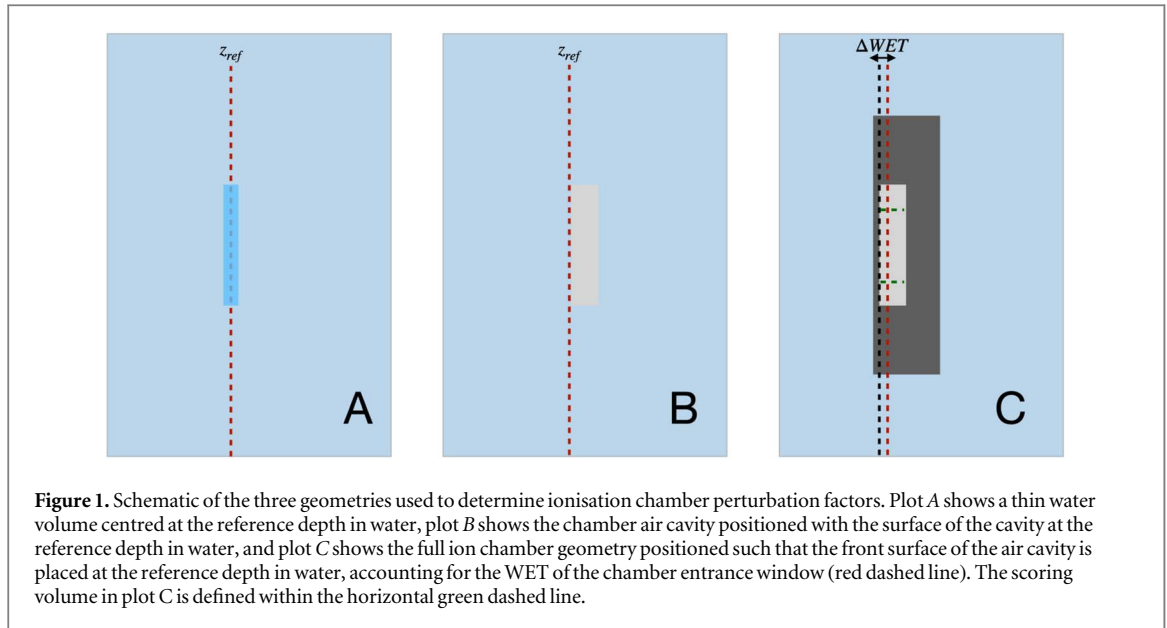 z_ref
z_ref
ΔWET
A
B
C
Figure 1. Schematic of the three geometries used to determine ionisation chamber perturbation factors. Plot A shows a thin water
volume centred at the reference depth in water, plot B shows the chamber air cavity positioned with the surface of the cavity at the
reference depth in water, and plot C shows the full ion chamber geometry positioned such that the front surface of the air cavity is
placed at the reference depth in water, accounting for the WET of the chamber entrance window (red dashed line). The scoring
volume in plot C is defined within the horizontal green dashed line.